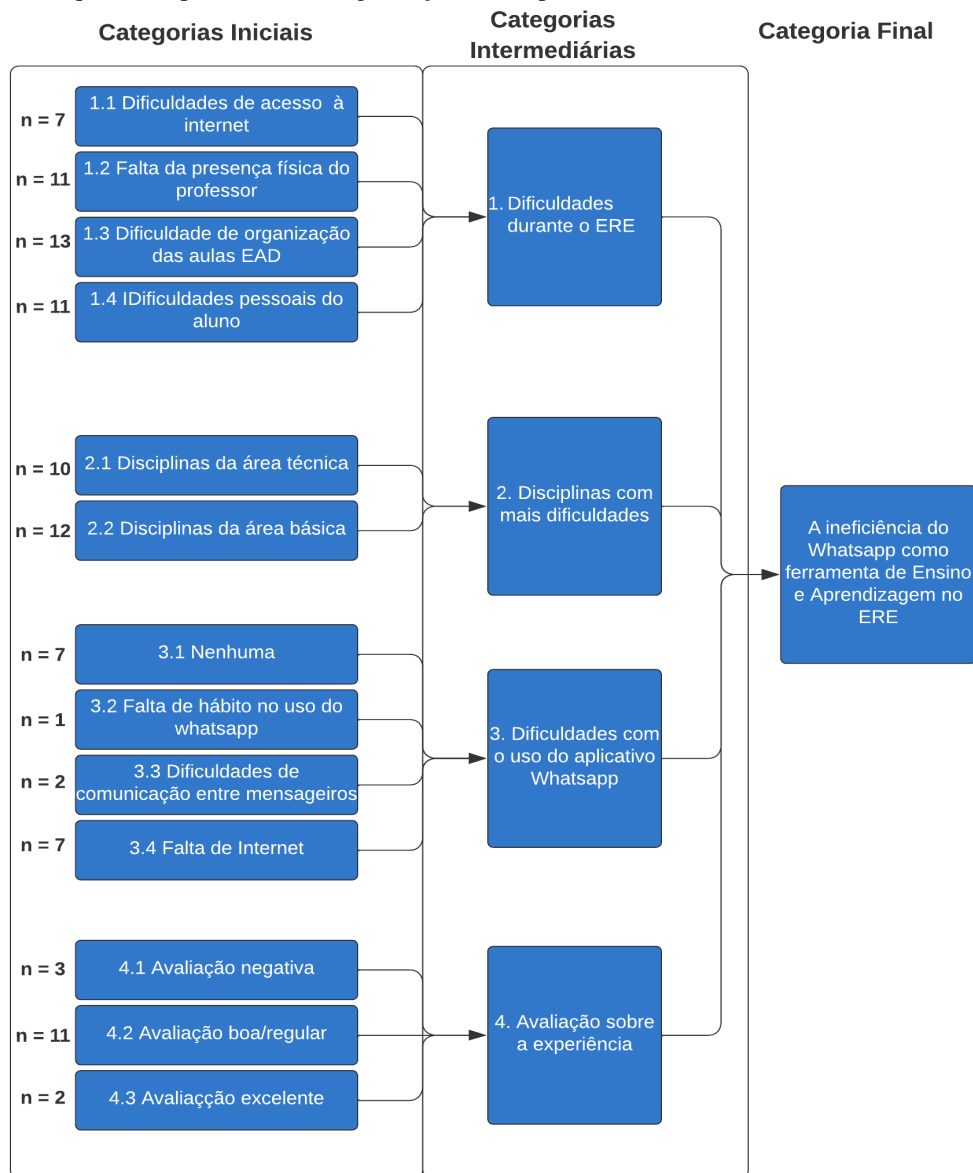 Categorias Iniciais
Categorias
Intermediárias
Categoria Final
n = 7
1.1 Dificuldades de acesso à
internet
n = 11
1.2 Falta da presença física do
professor
n = 13
1.3 Dificuldade de organização
das aulas EAD
n = 11
1.4 IDificuldades pessoais do
aluno
1. Dificuldades
durante o ERE
n = 10
2.1 Disciplinas da área técnica
n = 12
2.2 Disciplinas da área básica
2. Disciplinas com
mais dificuldades
n = 7
3.1 Nenhuma
n = 1
3.2 Falta de hábito no uso do
whatsapp
n = 2
3.3 Dificuldades de
comunicação entre mensageiros
n = 7
3.4 Falta de Internet
3. Dificuldades com
o uso do aplicativo
Whatsapp
n = 3
4.1 Avaliação negativa
n = 11
4.2 Avaliação boa/regular
n = 2
4.3 Avaliaçção excelente
4. Avaliação sobre
a experiência
A ineficiência do
Whatsapp como
ferramenta de Ensino
e Aprendizagem no
ERE